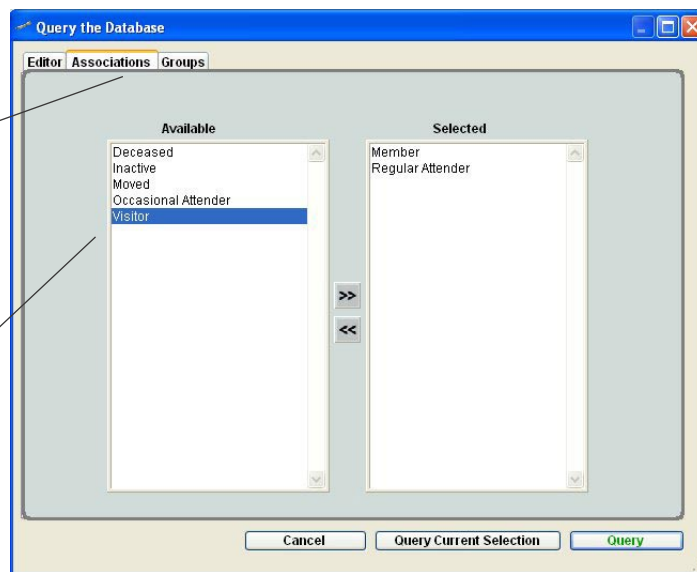 Query the Database
Editor Associations Groups
Available
Selected
Deceased
Inactive
Moved
Occasional Attender
Visitor
Member
Regular Attender
>>
<<
Cancel
Query Current Selection
Query